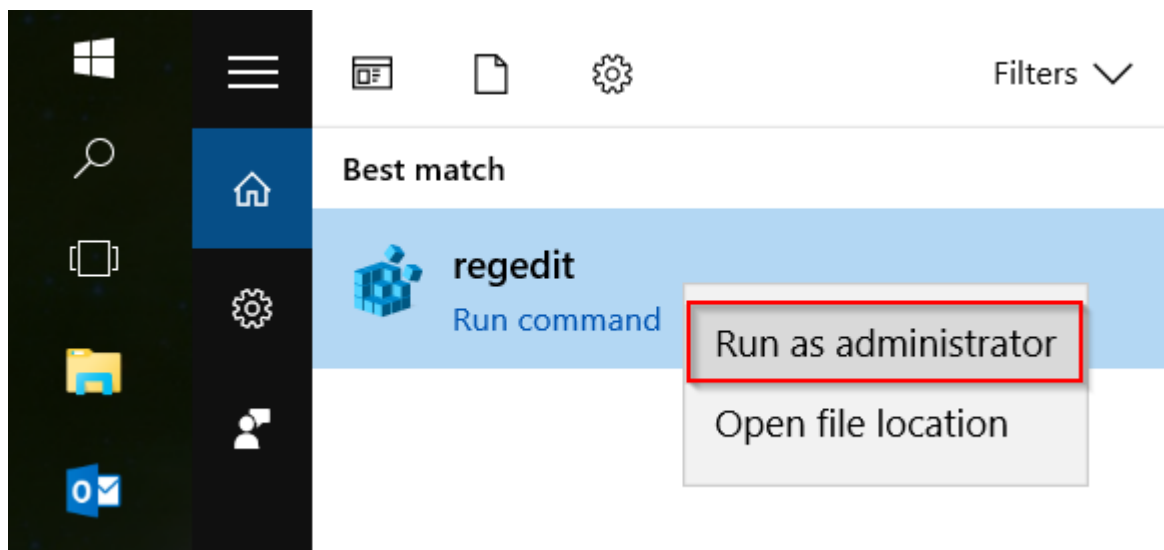 Filters
Best match
regedit
Run command
Run as administrator
Open file location